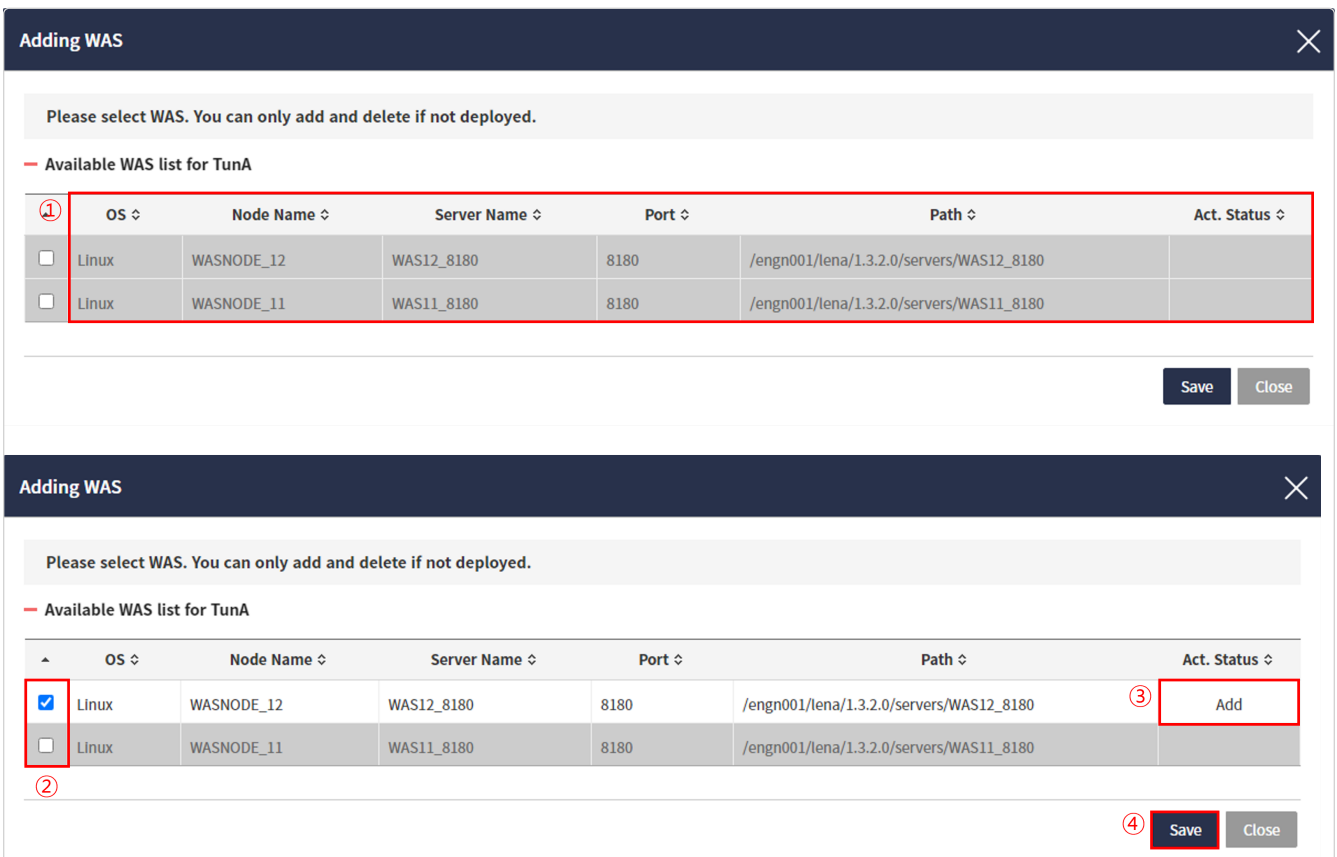 Adding WAS
Please select WAS. You can only add and delete if not deployed.
Available WAS list for TunA
① OS Node Name Server Name Port Path Act. Status
Linux WASNODE_12 WAS12_8180 8180 /engn001/lena/1.3.2.0/servers/WAS12_8180
Linux WASNODE_11 WAS11_8180 8180 /engn001/lena/1.3.2.0/servers/WAS11_8180
Save Close
Adding WAS
Please select WAS. You can only add and delete if not deployed.
Available WAS list for TunA
OS Node Name Server Name Port Path Act. Status
Linux WASNODE_12 WAS12_8180 8180 /engn001/lena/1.3.2.0/servers/WAS12_8180 ③ Add
Linux WASNODE_11 WAS11_8180 8180 /engn001/lena/1.3.2.0/servers/WAS11_8180
②
④ Save Close